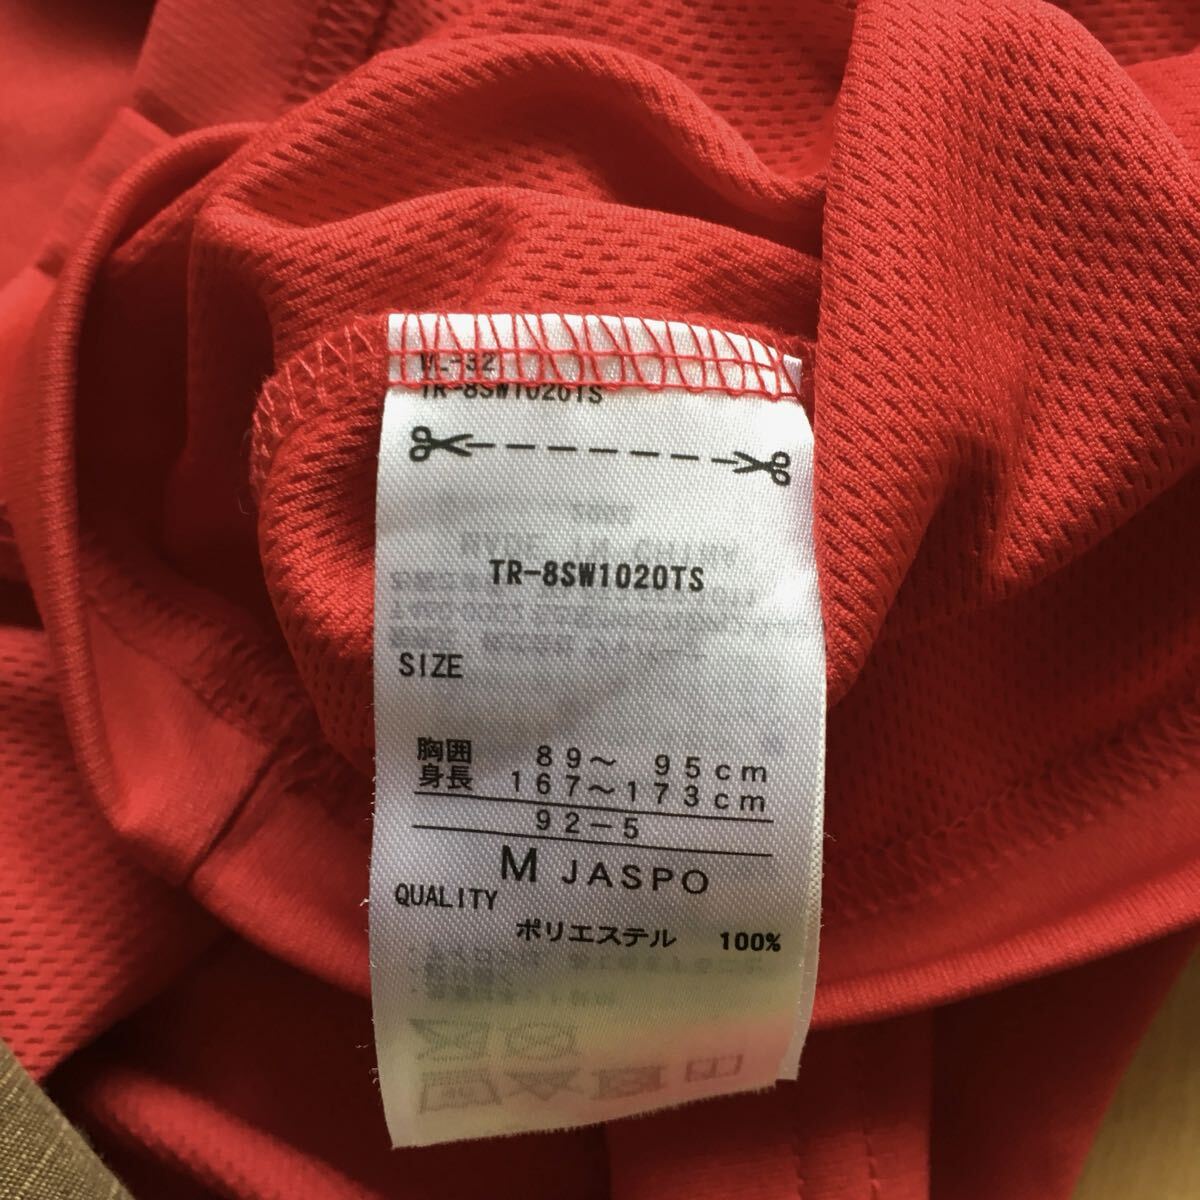 TR-8SW1020TS
TR-8SW1020TS
SIZE
胸囲 89～ 95cm
身長 167～173cm
92-5
M JASPO
QUALITY
ポリエステル 100%